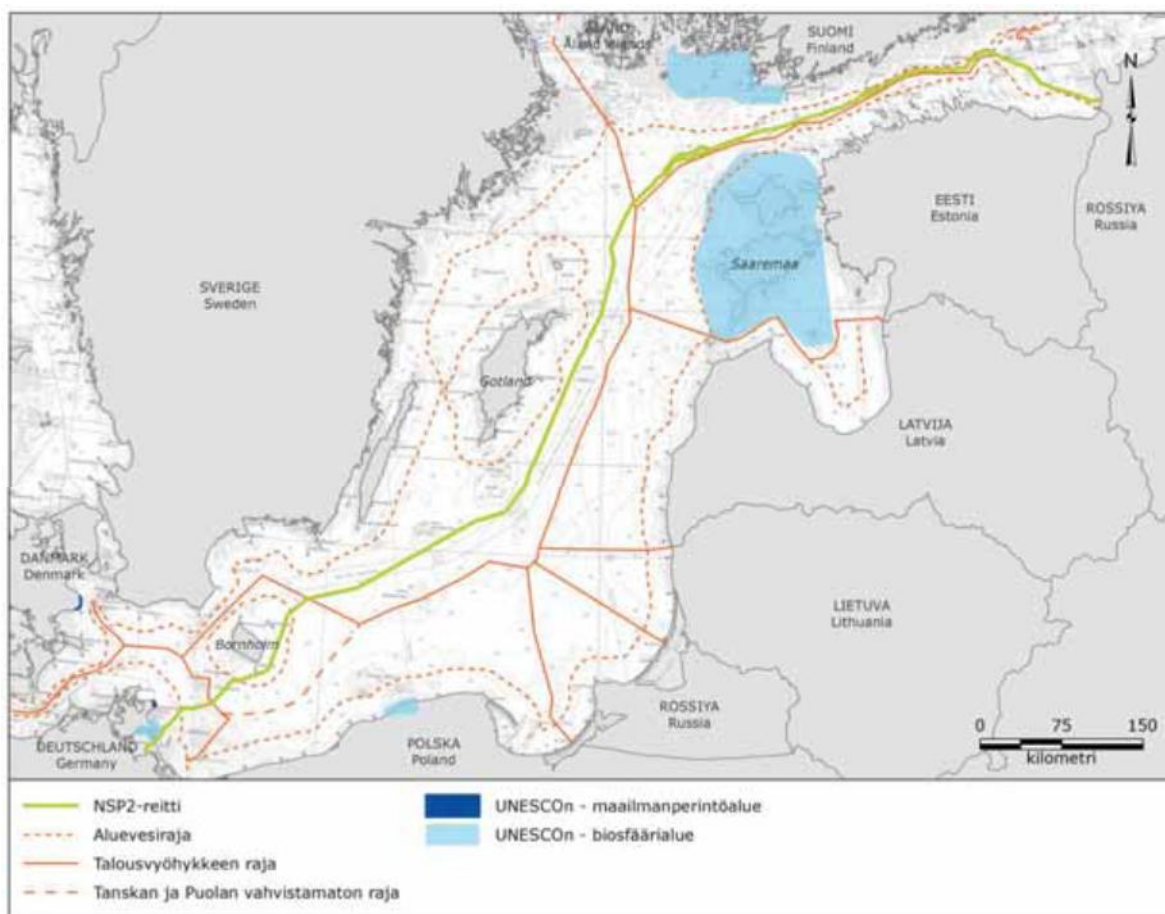 Åland Islands
SUOMI
Finland
N
EESTI
Estonia
ROSSIYA
Russia
Saaremaa
SVERIGE
Sweden
Gotland
LATVIJA
Latvia
DANMARK
Denmark
LIETUVA
Lithuania
Bornholm
ROSSIYA
Russia
DEUTSCHLAND
Germany
POLSKA
Poland
0 75 150
kilometri
NSP2-reitti
Aluevesiraja
Talousvyöhykkeen raja
Tanskan ja Puolan vahvistamaton raja
UNESCOn - maailmanperintöalue
UNESCOn - biosfäärialue